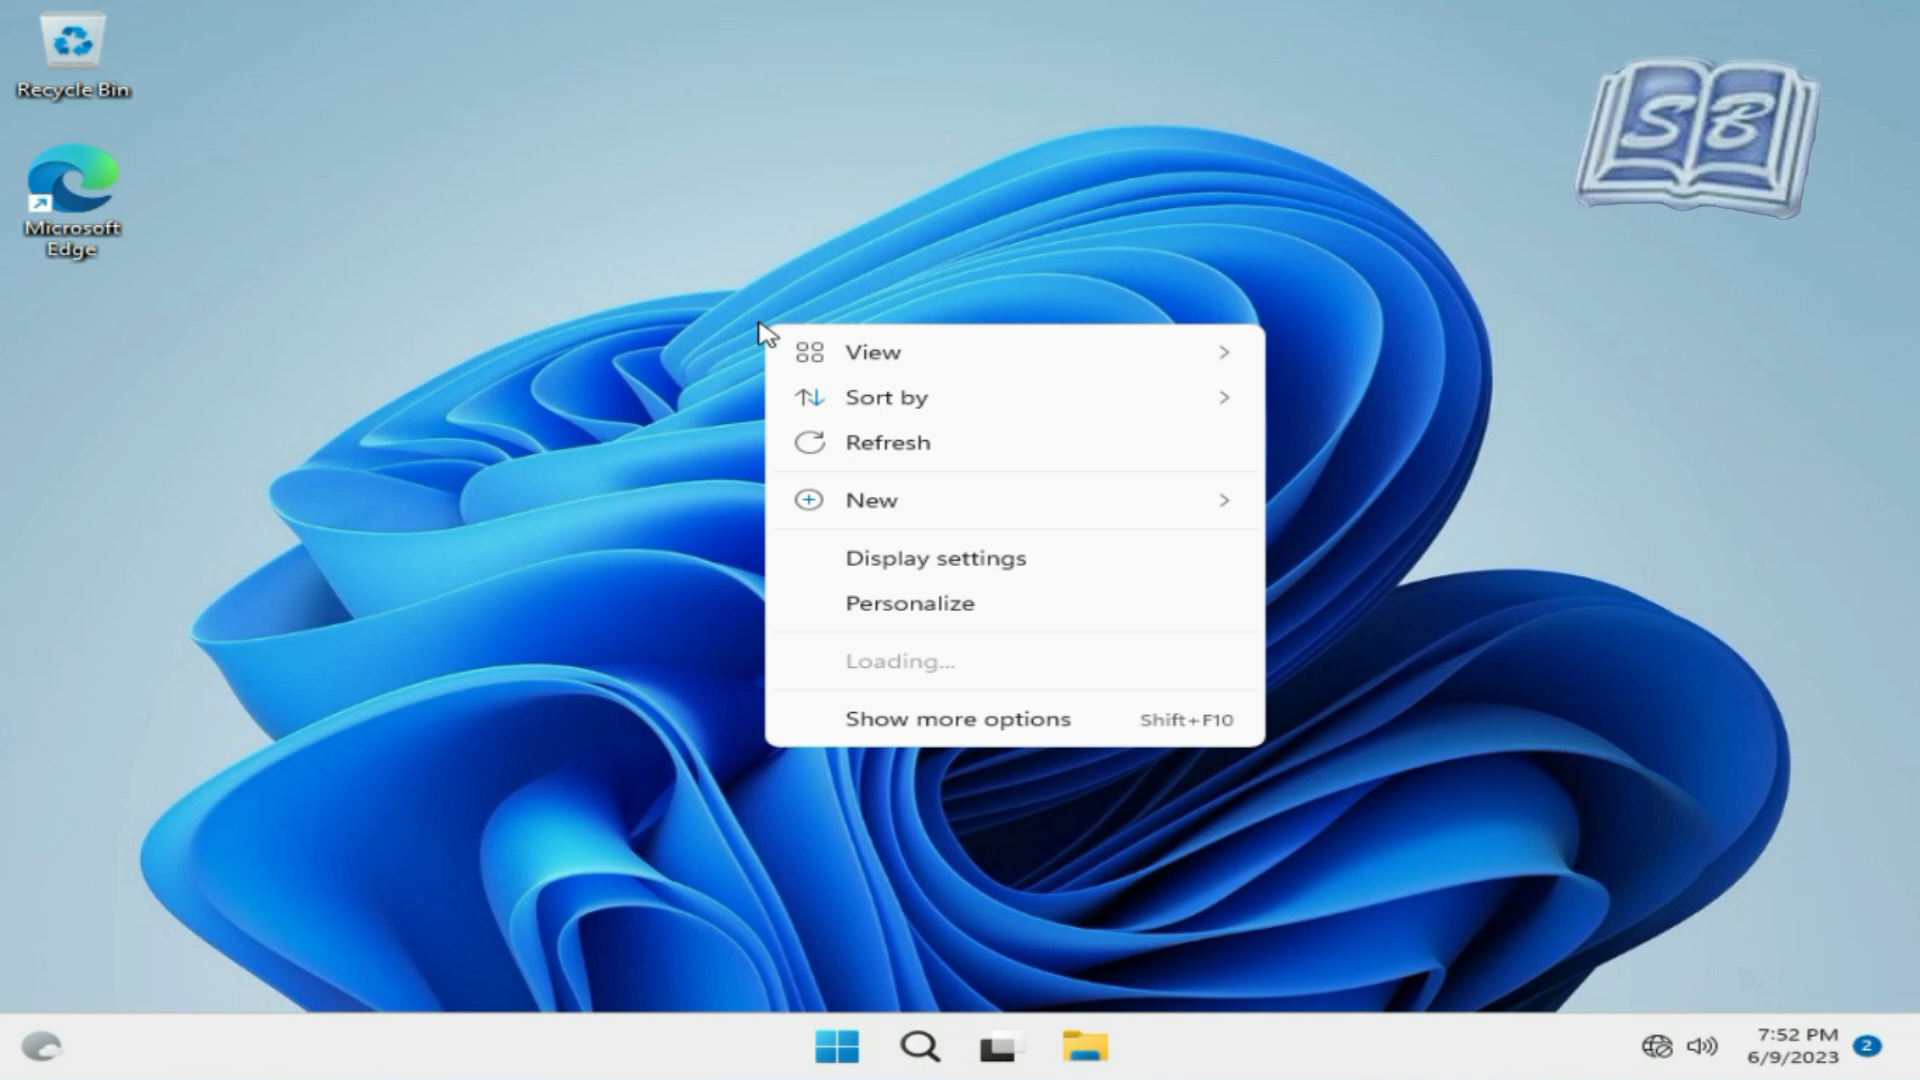 Recycle Bin
Microsoft
Edge
SB
View
Sort by
Refresh
New
Display settings
Personalize
Loading...
Show more options Shift+F10
7:52 PM
6/9/2023
2